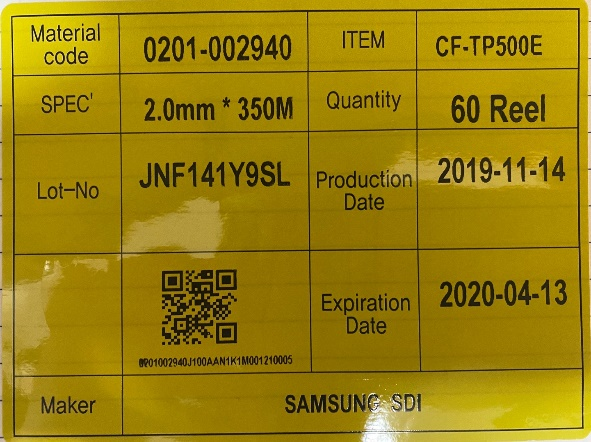 Material code
0201-002940
ITEM
CF-TP500E
SPEC'
2.0mm * 350M
Quantity
60 Reel
Lot-No
JNF141Y9SL
Production Date
2019-11-14
0201002940J100AAN1K1M001210005
Expiration Date
2020-04-13
Maker
SAMSUNG SDI